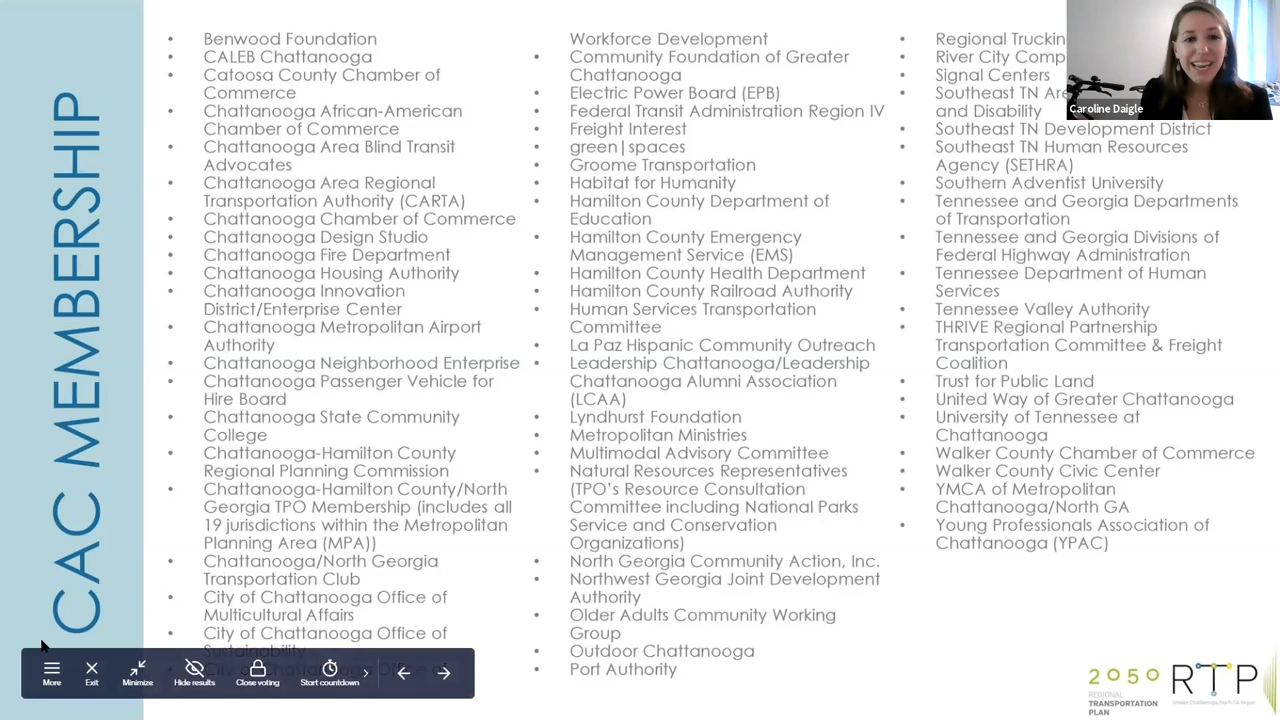 CAC MEMBERSHIP
Benwood Foundation
CALEB Chattanooga
Catoosa County Chamber of
Commerce
Chattanooga African-American
Chamber of Commerce
Chattanooga Area Blind Transit
Advocates
Chattanooga Area Regional
Transportation Authority (CARTA)
Chattanooga Chamber of Commerce
Chattanooga Design Studio
Chattanooga Fire Department
Chattanooga Housing Authority
Chattanooga Innovation
District/Enterprise Center
Chattanooga Metropolitan Airport
Authority
Chattanooga Neighborhood Enterprise
Chattanooga Passenger Vehicle for
Hire Board
Chattanooga State Community
College
Chattanooga-Hamilton County
Regional Planning Commission
Chattanooga-Hamilton County/North
Georgia TPO Membership (includes all
19 jurisdictions within the Metropolitan
Planning Area (MPA))
Chattanooga/North Georgia
Transportation Club
City of Chattanooga Office of
Multicultural Affairs
City of Chattanooga Office of
Sustainability
City of Chattanooga Office of
Workforce Development
Community Foundation of Greater
Chattanooga
Electric Power Board (EPB)
Federal Transit Administration Region IV
Freight Interest
green|spaces
Groome Transportation
Habitat for Humanity
Hamilton County Department of
Education
Hamilton County Emergency
Management Service (EMS)
Hamilton County Health Department
Hamilton County Railroad Authority
Human Services Transportation
Committee
La Paz Hispanic Community Outreach
Leadership Chattanooga/Leadership
Chattanooga Alumni Association
(LCAA)
Lyndhurst Foundation
Metropolitan Ministries
Multimodal Advisory Committee
Natural Resources Representatives
(TPO's Resource Consultation
Committee including National Parks
Service and Conservation
Organizations)
North Georgia Community Action, Inc.
Northwest Georgia Joint Development
Authority
Older Adults Community Working
Group
Outdoor Chattanooga
Port Authority
Regional Truckin
River City Comp
Signal Centers
Southeast TN Are
and Disability
Southeast TN Development District
Southeast TN Human Resources
Agency (SETHRA)
Southern Adventist University
Tennessee and Georgia Departments
of Transportation
Tennessee and Georgia Divisions of
Federal Highway Administration
Tennessee Department of Human
Services
Tennessee Valley Authority
THRIVE Regional Partnership
Transportation Committee & Freight
Coalition
Trust for Public Land
United Way of Greater Chattanooga
University of Tennessee at
Chattanooga
Walker County Chamber of Commerce
Walker County Civic Center
YMCA of Metropolitan
Chattanooga/North GA
Young Professionals Association of
Chattanooga (YPAC)
Caroline Daigle
More Exit Minimize Hide results Close voting Start countdown
2050 RTP
REGIONAL
TRANSPORTATION
PLAN